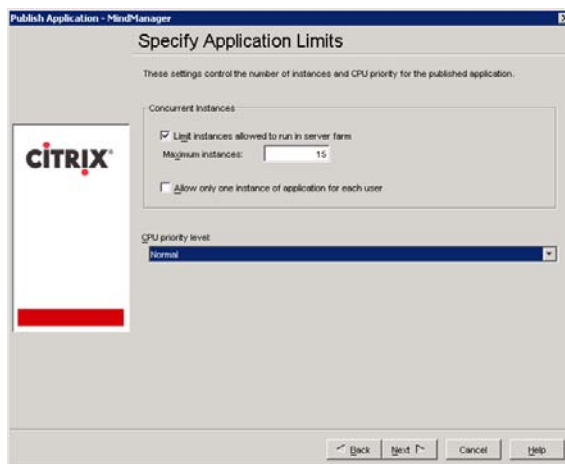 Publish Application - MindManager
Specify Application Limits
These settings control the number of instances and CPU priority for the published application.
Concurrent Instances
Limit instances allowed to run in server farm
Maximum instances: 15
Allow only one instance of application for each user
CITRIX
CPU priority level:
Normal
Back Next Cancel Help